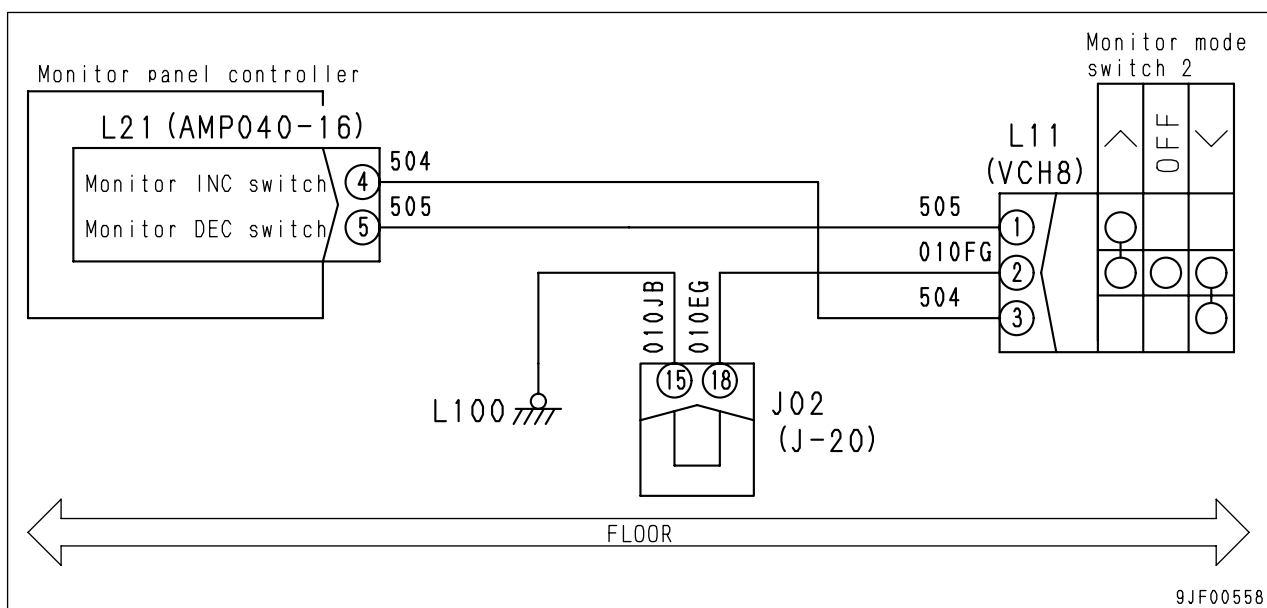 Monitor mode
switch 2
Monitor panel controller
L21 (AMP040-16)
Monitor INC switch 4 504
Monitor DEC switch 5 505
L11
(VCH8)
> OFF <
505 1
010FG 2
504 3
010JB 010EG
15 18
L100
J02
(J-20)
FLOOR
9JF00558